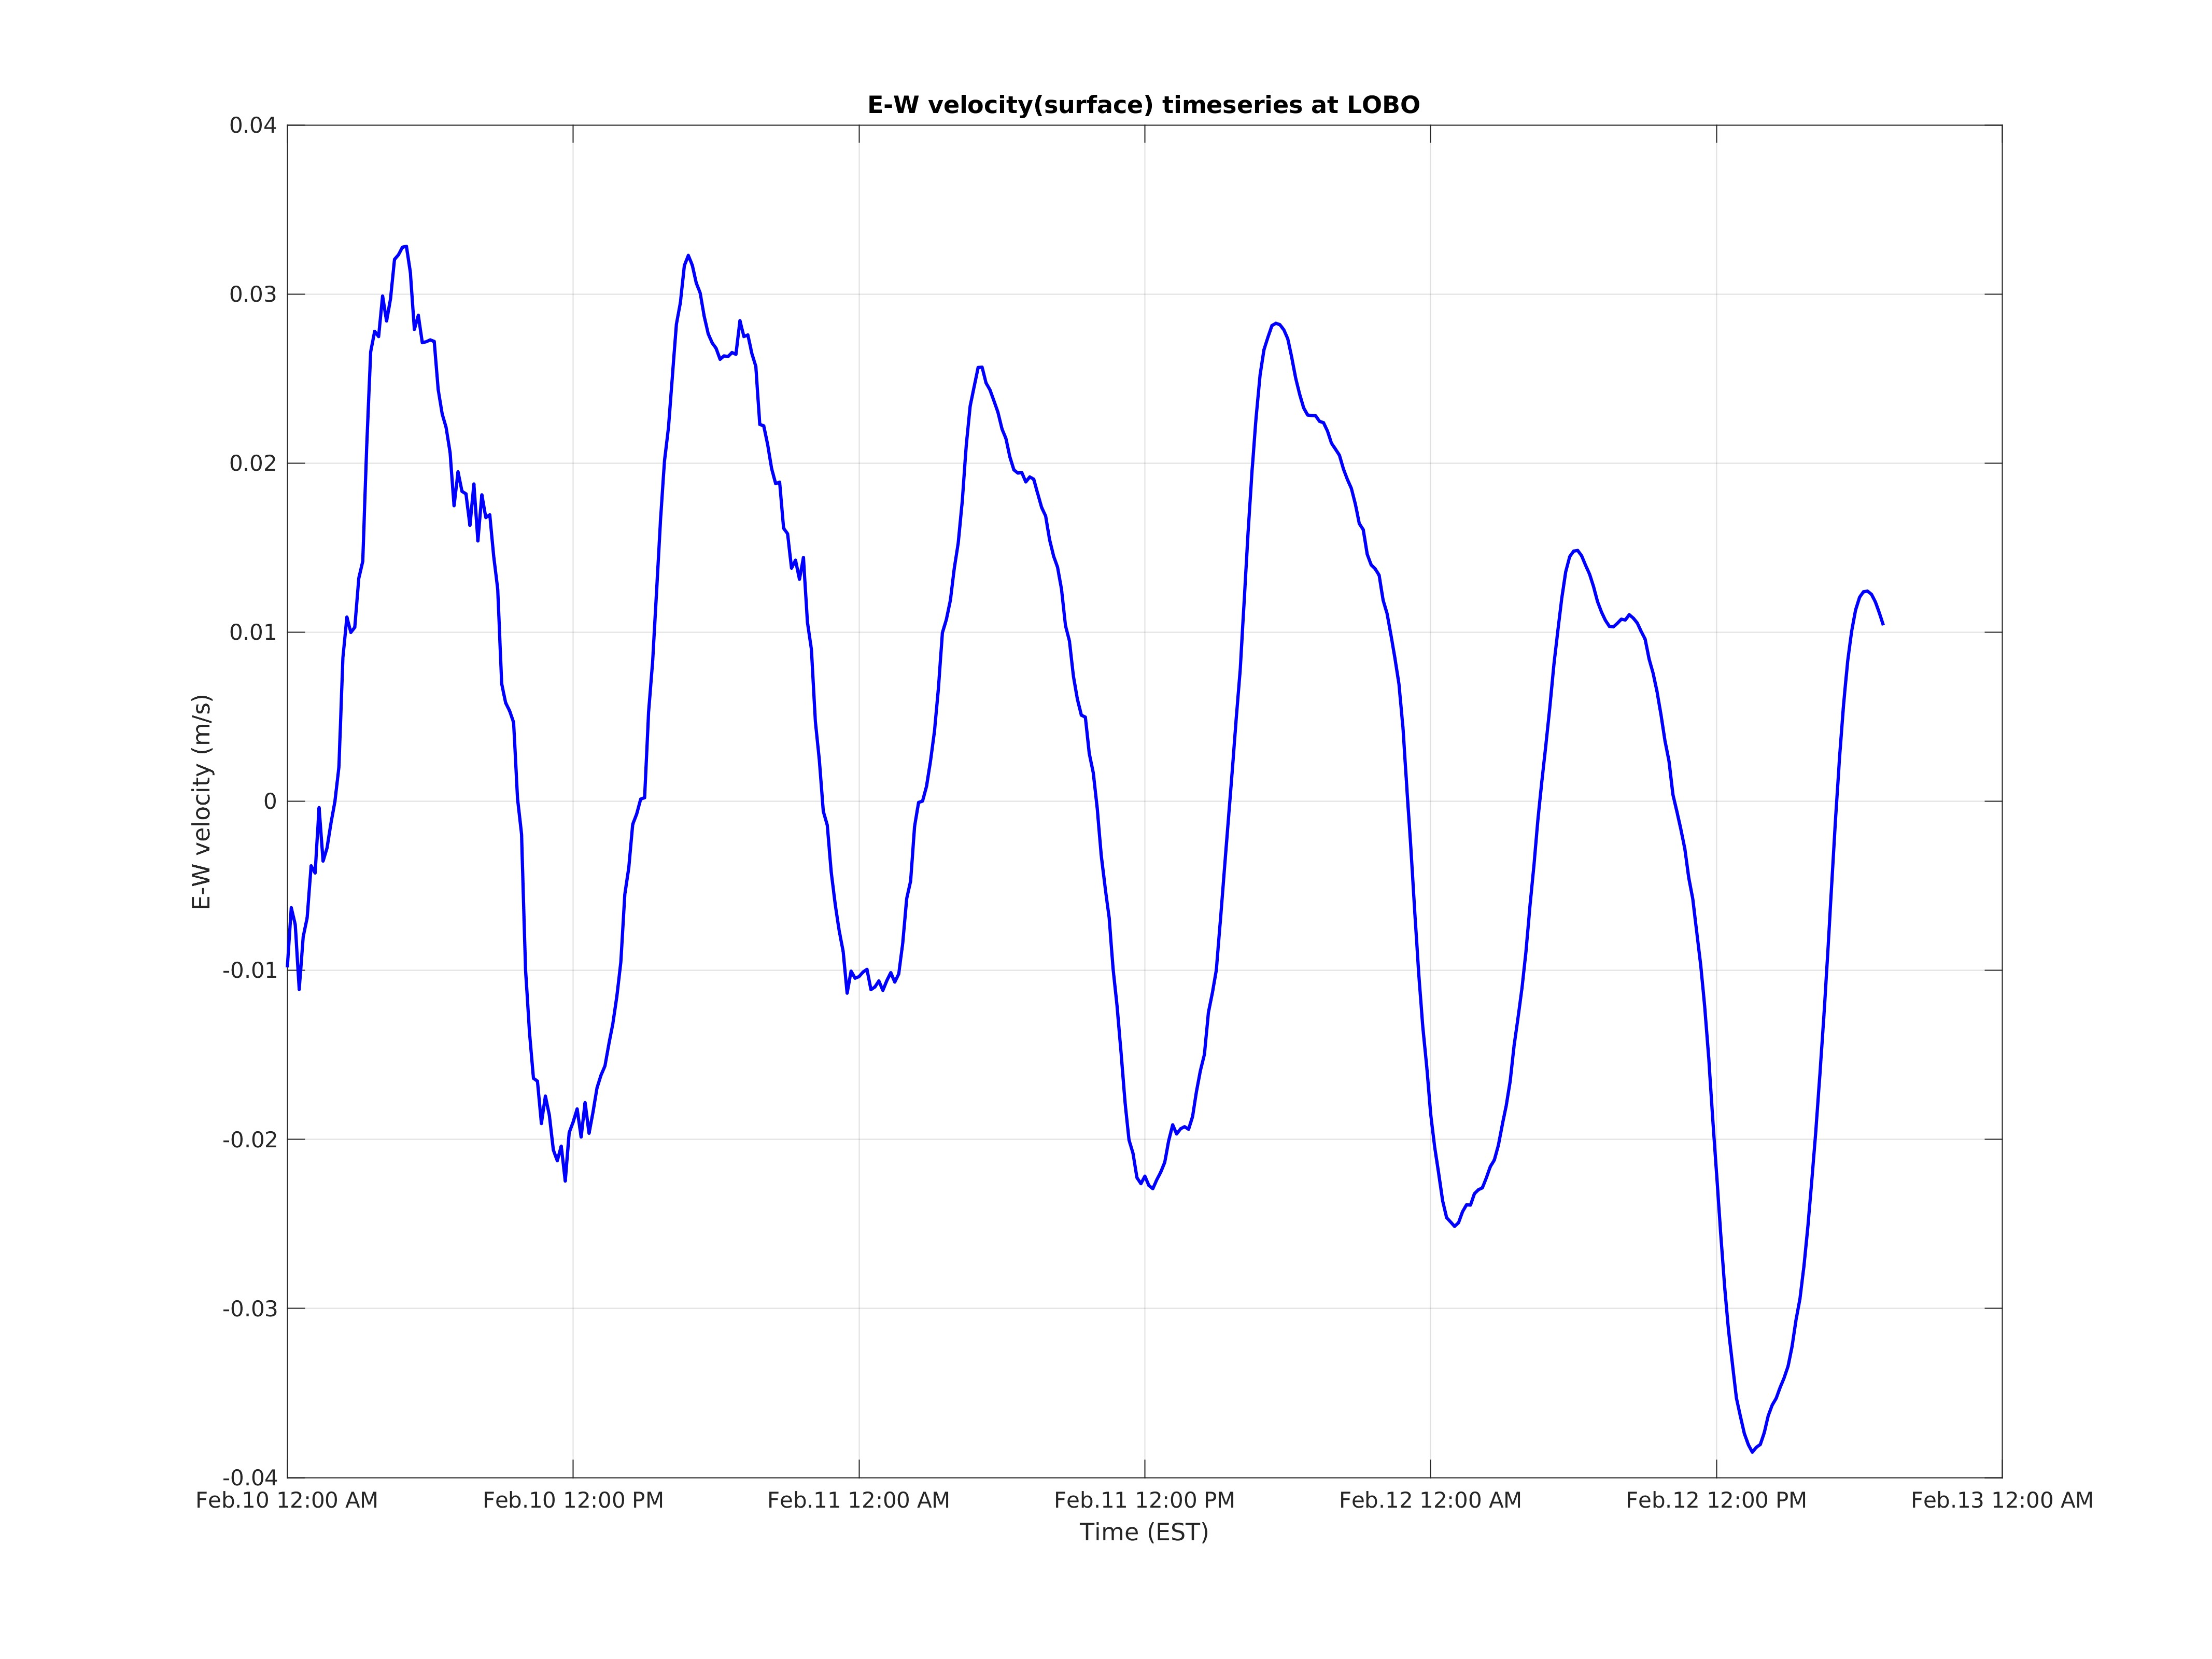 E-W velocity(surface) timeseries at LOBO
0.04
0.03
0.02
0.01
0
-0.01
-0.02
-0.03
-0.04
E-W velocity (m/s)
Feb.10 12:00 AM Feb.10 12:00 PM Feb.11 12:00 AM Feb.11 12:00 PM Feb.12 12:00 AM Feb.12 12:00 PM Feb.13 12:00 AM
Time (EST)